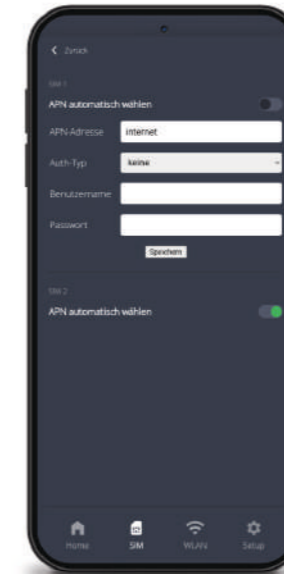 Zurück
SIM 1
APN automatisch wählen
APN-Adresse internet
Auth-Typ keine
Benutzername
Passwort
Speichern
SIM 2
APN automatisch wählen
Home SIM WLAN Setup